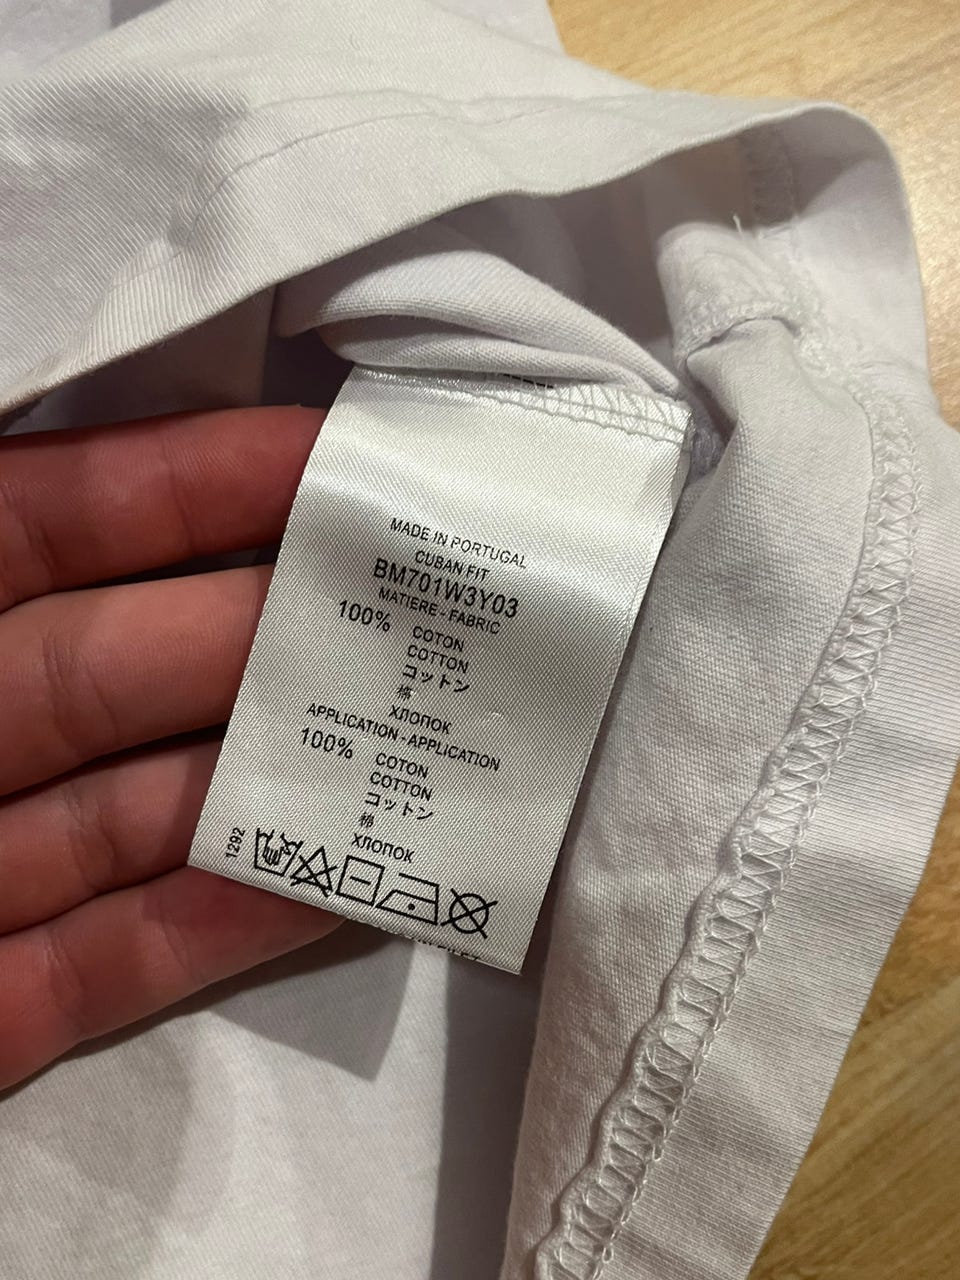 MADE IN PORTUGAL
CUBAN FIT
BM701W3Y03
MATIERE - FABRIC
100% COTON
COTTON
コットン
棉
ХЛОПОК
APPLICATION - APPLICATION
100% COTON
COTTON
コットン
棉
ХЛОПОК
1292